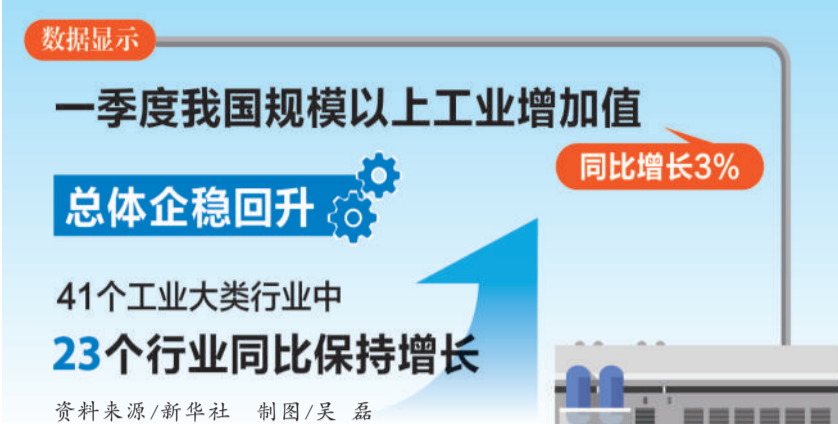 数据显示
一季度我国规模以上工业增加值
同比增长3%
总体企稳回升
41个工业大类行业中
23个行业同比保持增长
资料来源/新华社 制图/吴 磊